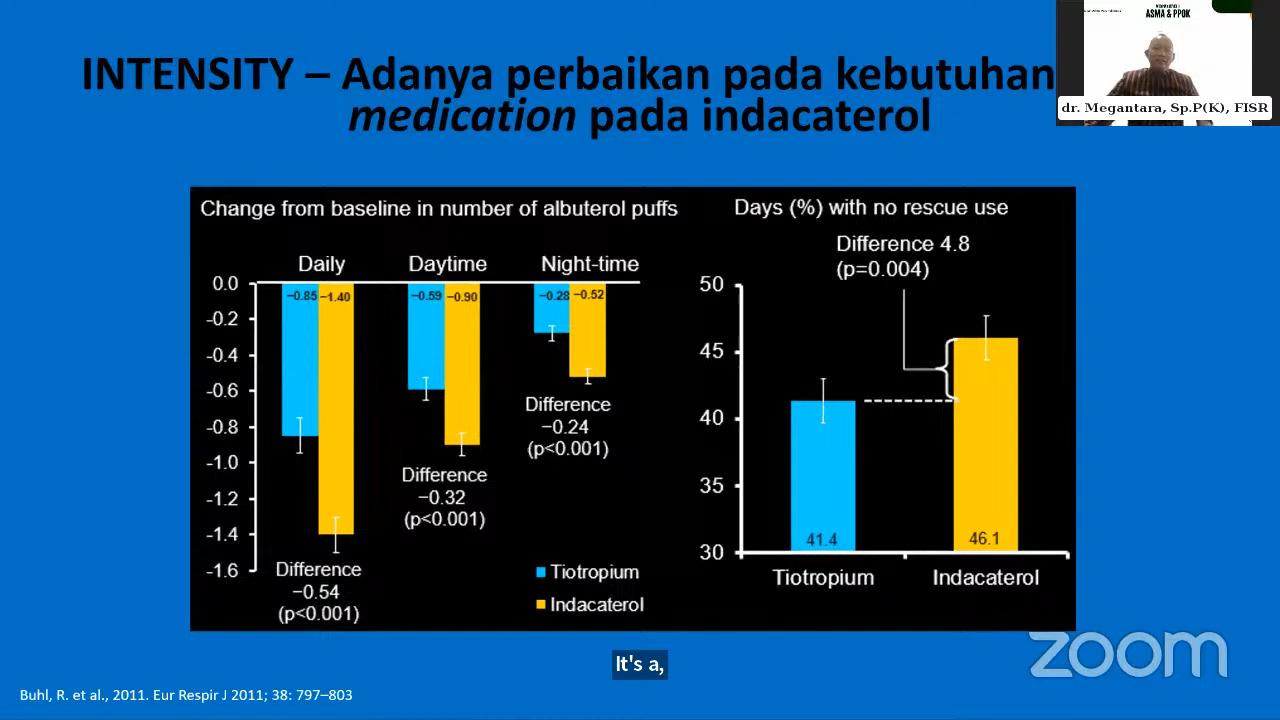 ASMA & PPOK
dr. Megantara, Sp.P(K), FISR
INTENSITY – Adanya perbaikan pada kebutuhan
medication pada indacaterol
Change from baseline in number of albuterol puffs
Daily Daytime Night-time
0.0
-0.2
-0.4
-0.6
-0.8
-1.0
-1.2
-1.4
-1.6
−0.85 −1.40 −0.59 −0.90 −0.28 −0.52
Difference
−0.54
(p<0.001)
Difference
−0.32
(p<0.001)
Difference
−0.24
(p<0.001)
Tiotropium
Indacaterol
Days (%) with no rescue use
Difference 4.8
(p=0.004)
50
45
40
35
30
41.4 46.1
Tiotropium Indacaterol
It's a,
zoom
Buhl, R. et al., 2011. Eur Respir J 2011; 38: 797–803